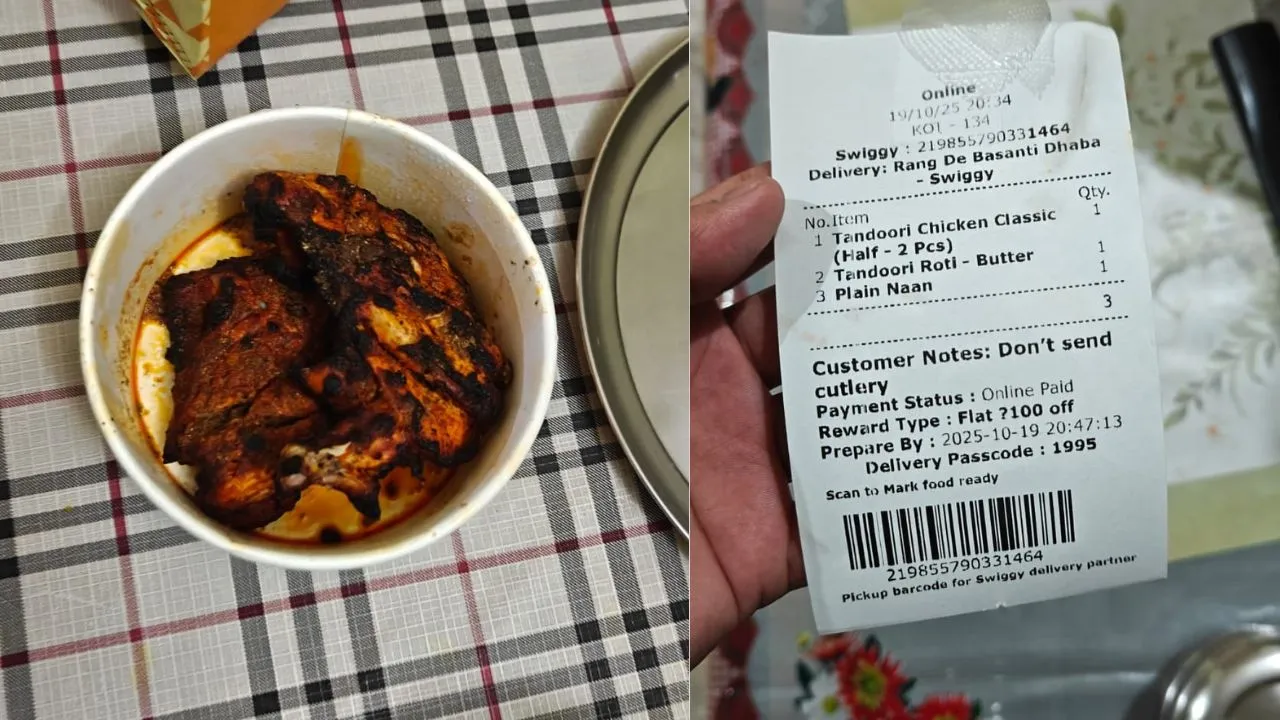 Online
19/10/25 20:34
KOT - 134
Swiggy : 219855790331464
Delivery: Rang De Basanti Dhaba
- Swiggy
No.Item Qty.
1 Tandoori Chicken Classic 1
(Half - 2 Pcs)
2 Tandoori Roti - Butter 1
3 Plain Naan 1
3
Customer Notes: Don't send
cutlery
Payment Status : Online Paid
Reward Type : Flat ?100 off
Prepare By : 2025-10-19 20:47:13
Delivery Passcode : 1995
Scan to Mark food ready
219855790331464
Pickup barcode for Swiggy delivery partner